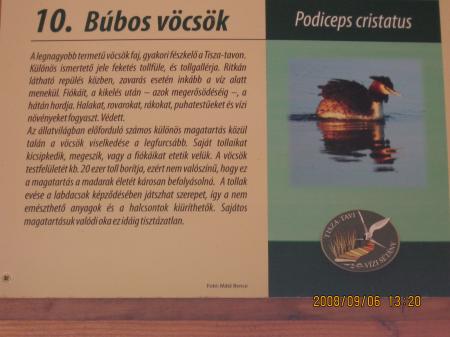 10. Búbos vöcsök
Podiceps cristatus
A legnagyobb termetű vöcsök faj, gyakori fészkelő a Tisza-tavon.
Különös ismertető jele feketés tollfüle, és tollgallérja. Ritkán
látható repülés közben, zavarás esetén inkább a víz alatt
menekül. Fiókáit, a kikelés után – azok megerősödéséig –, a
hátán hordja. Halakat, rovarokat, rákokat, puhatestűeket és vízi
növényeket fogyaszt. Védett.
Az állatvilágban előforduló számos különös magatartás közül
talán a vöcsök viselkedése a legfurcsább. Saját tollaikat
kicsipkedik, megeszik, vagy a fiókáikat etetik velük. A vöcsök
testfelületét kb. 20 ezer toll borítja, ezért nem valószínű, hogy ez
a magatartás a madarak életét károsan befolyásolná. A tollak
evése a labdacsok képződésében játszhat szerepet, így a nem
emészthető anyagok és a halcsontok kiüríthetők. Sajátos
magatartásuk valódi oka ez idáig tisztázatlan.
Fotó: Máté Bence
TISZA-TAVI
VÍZI SÉTÁNY
2008/09/06 13:20